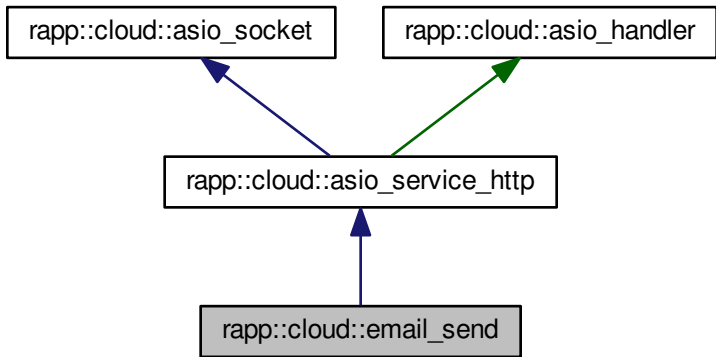 rapp::cloud::asio_socket
rapp::cloud::asio_handler
rapp::cloud::asio_service_http
rapp::cloud::email_send